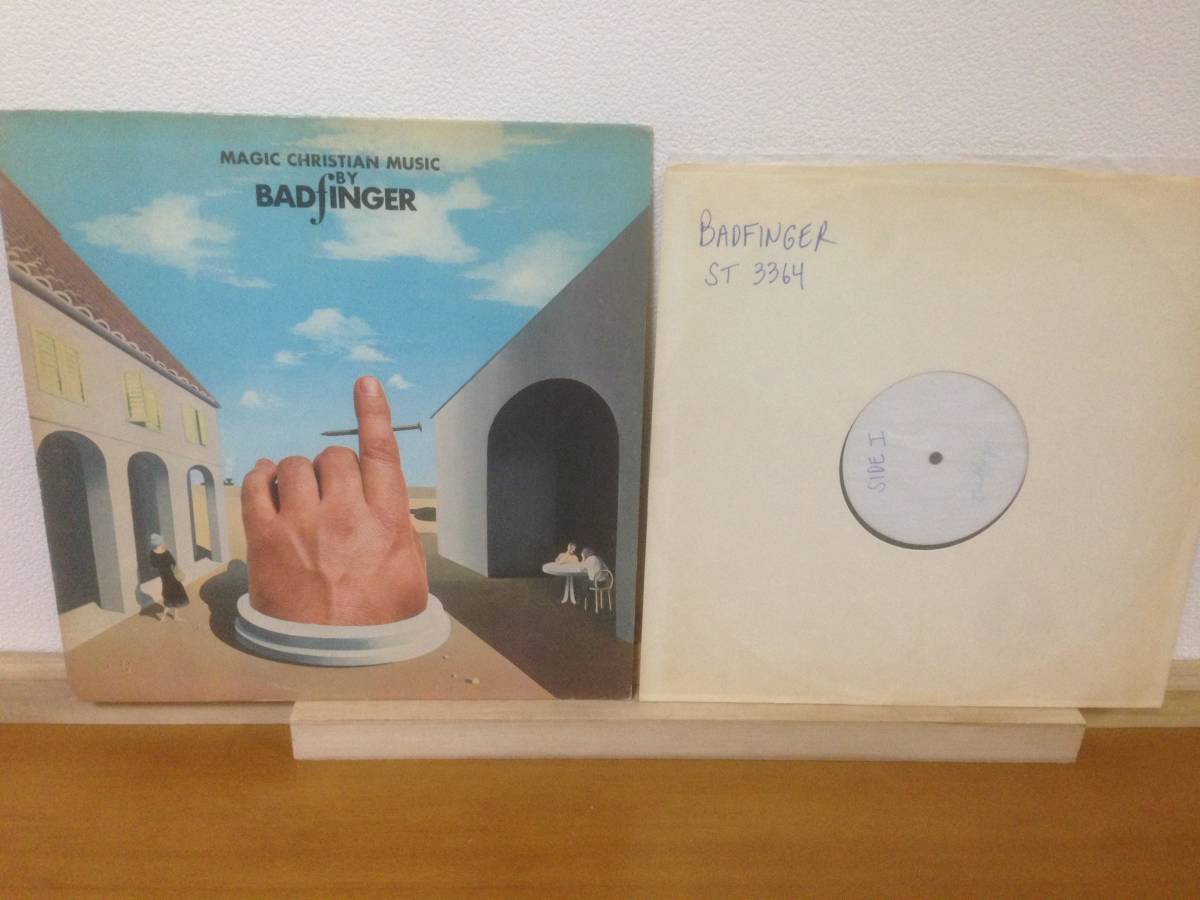 MAGIC CHRISTIAN MUSIC
BY
BADfINGER
BADFINGER
ST 3364
SIDE I